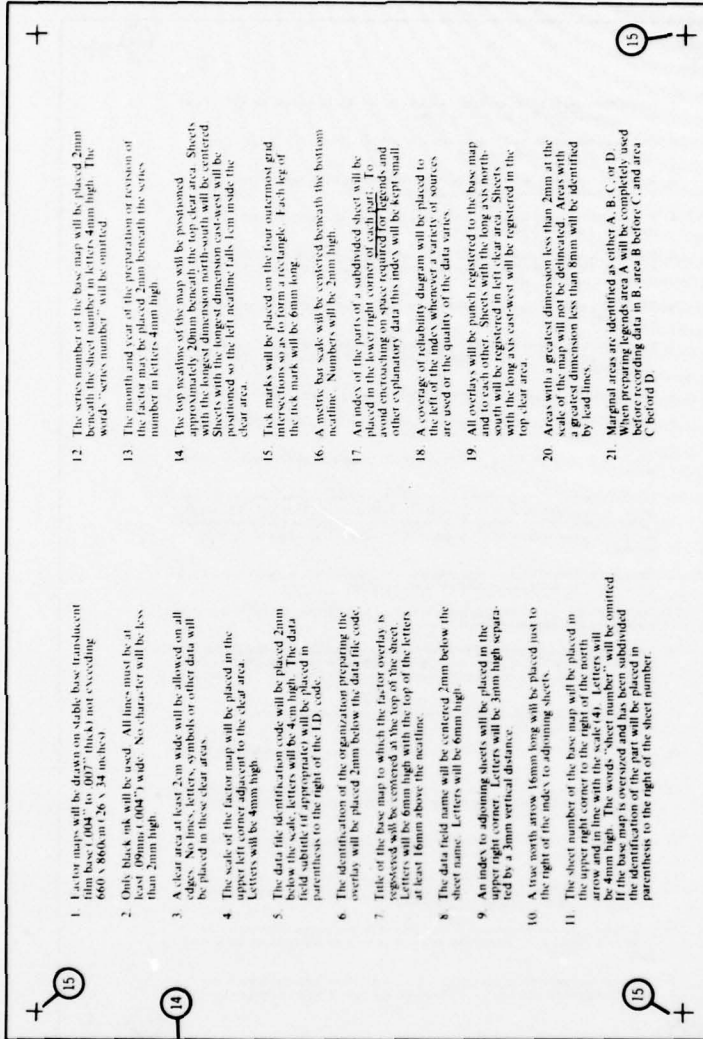 1. Factor maps will be drawn on stable base translucent
film base (.004" to .007" thick) not exceeding
660 x 860km (26 x 34 inches)
2. Only black ink will be used. All lines must be at
least .09mm (.004") wide. No character will be less
than 2mm high.
3. A clear area at least 2cm wide will be allowed on all
edges. No lines, letters, symbols or other data will
be placed in these clear areas.
4. The scale of the factor map will be placed in the
upper left corner adjacent to the clear area.
Letters will be 4mm high.
5. The data file identification code will be placed 2mm
below the scale, letters will be 4cm high. The data
field subtitle (if appropriate) will be placed in
parenthesis to the right of the I.D. code.
6 The identification of the organization preparing the
overlay will be placed 2mm below the data file code.
7. Title of the base map to which the factor overlay is
registered will be centered at the top of the sheet.
Letters will be 6mm high with the top of the letters
at least 16mm above the neatline.
8. The data field name will be centered 2mm below the
sheet name. Letters will be 6mm high.
9. An index to adjoining sheets will be placed in the
upper right corner. Letters will be 3mm high separa-
ted by a 3mm vertical distance.
10. A true north arrow 16mm long will be placed just to
the right of the index to adjoining sheets.
11. The sheet number of the base map will be placed in
the upper right corner to the right of the north
arrow and in line with the scale (4). Letters will
be 4mm high. The words "sheet number" will be omitted.
If the base map is oversized and has been subdivided
the identification of the part will be placed in
parenthesis to the right of the sheet number.
12 The series number of the base map will be placed 2mm
beneath the sheet number in letters 4mm high. The
words "series number" will be omitted
13. The month and year of the preparation or revision of
the factor may be placed 2mm beneath the series
number in letters 4mm high.
14. The top neatline of the map will be positioned
approximately 20mm beneath the top clear area. Sheets
with the longest dimension north-south will be centered.
Sheets with the longest dimension east-west will be
positioned so the left neatline falls 1cm inside the
clear area.
15. Tick marks will be placed on the four outermost grid
intersections so as to form a rectangle. Each leg of
the tick mark will be 6mm long.
16. A metric bar scale will be centered beneath the bottom
neatline. Numbers will be 2mm high.
17. An index of the parts of a subdivided sheet will be
placed in the lower right corner of each part. To
avoid encroaching on space required for legends and
other explanatory data this index will be kept small.
18. A coverage of reliability diagram will be placed to
the left of the index whenever a variety of sources
are used or the quality of the data varies.
19. All overlays will be punch registered to the base map
and to each other. Sheets with the long axis north-
south will be registered in left clear area. Sheets
with the long axis east-west will be registered in the
top clear area.
20. Areas with a greatest dimension less than 2mm at the
scale of the map will not be delineated. Areas with
a greatest dimension less than 8mm will be identified
by lead lines.
21. Marginal areas are identified as either A, B, C, or D.
When preparing legends area A will be completely used
before recording data in B, area B before C, and area
C beford D.
15
14
15
15